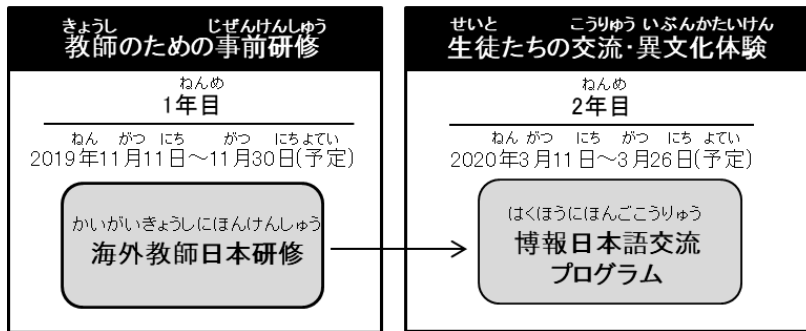 きょうし じぜんけんしゅう
教師のための事前研修
ねんめ
1年目
ねん がつ にち がつ にちよてい
2019年11月11日～11月30日(予定)
かいがいきょうしにほんけんしゅう
海外教師日本研修
せいと こうりゅう いぶんかたいけん
生徒たちの交流・異文化体験
ねんめ
2年目
ねん がつ にち がつ にち よてい
2020年3月11日～3月26日(予定)
はくほうにほんごこうりゅう
博報日本語交流
プログラム